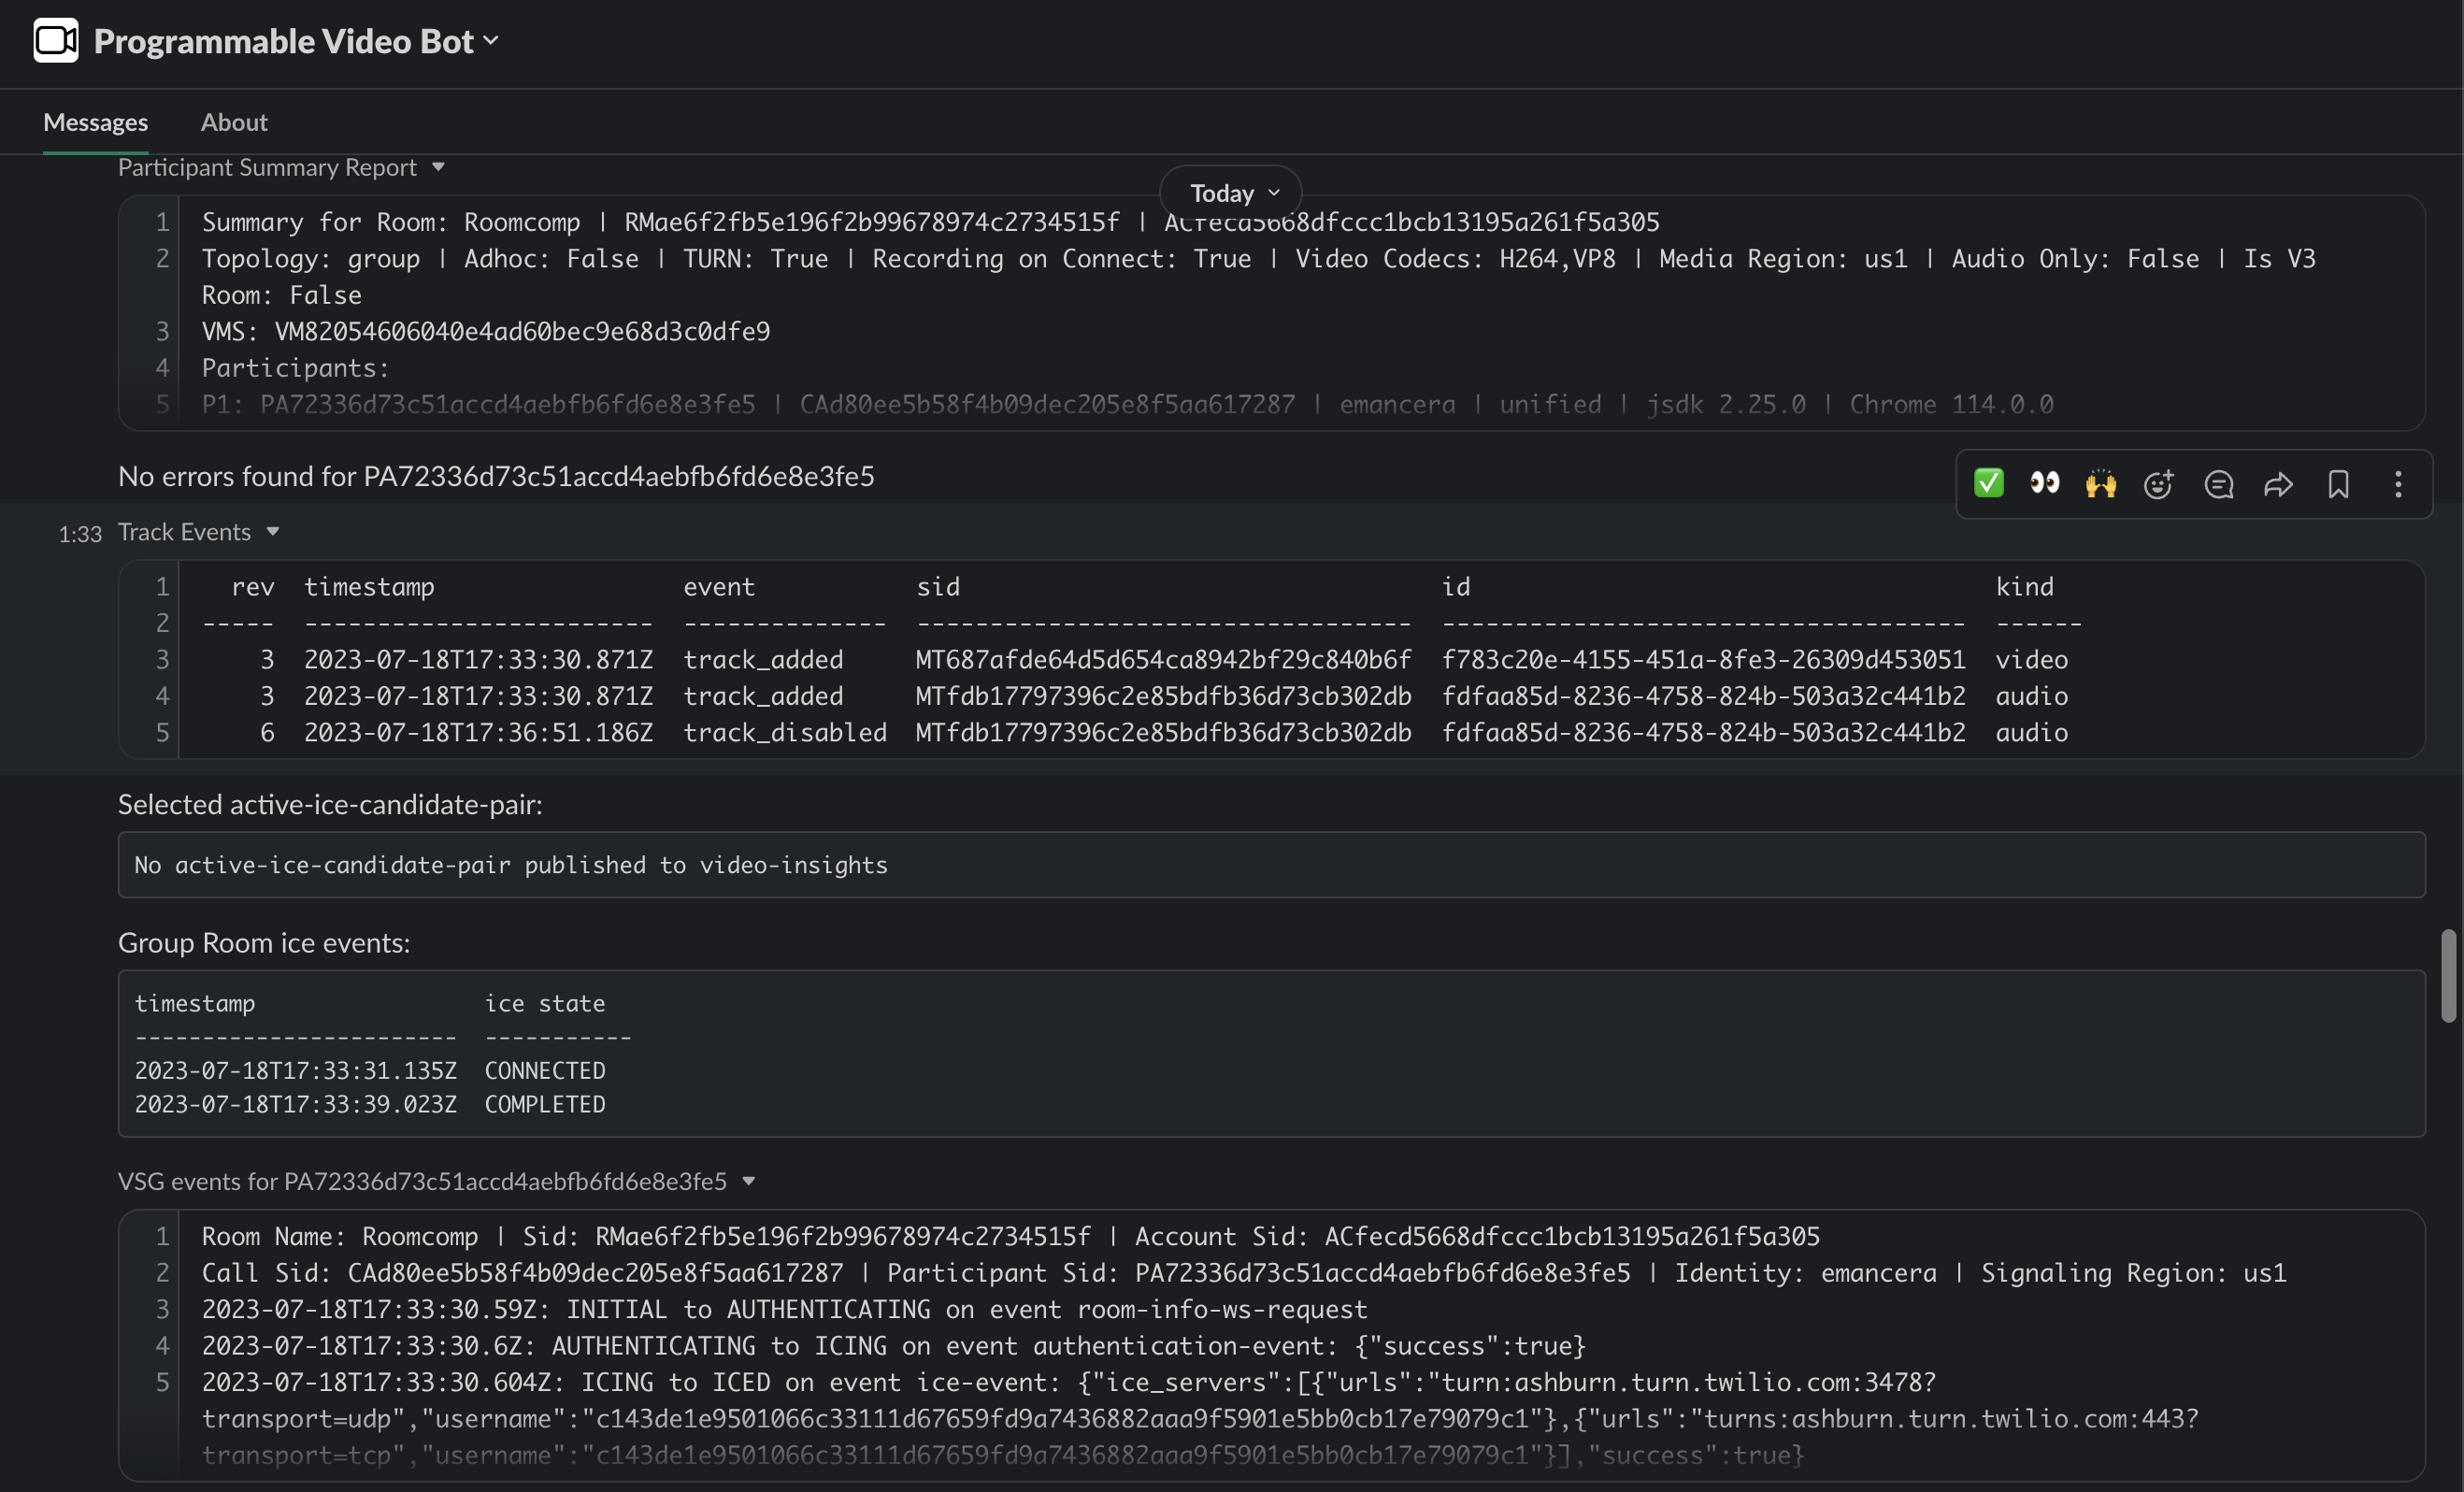 Programmable Video Bot
Messages About
Participant Summary Report
Today
1 Summary for Room: Roomcomp | RMae6f2fb5e196f2b99678974c2734515f | ACfecd5668dfccc1bcb13195a261f5a305
2 Topology: group | Adhoc: False | TURN: True | Recording on Connect: True | Video Codecs: H264,VP8 | Media Region: us1 | Audio Only: False | Is V3
Room: False
3 VMS: VM82054606040e4ad60bec9e68d3c0dfe9
4 Participants:
5 P1: PA72336d73c51accd4aebfb6fd6e8e3fe5 | CAd80ee5b58f4b09dec205e8f5aa617287 | emancera | unified | jsdk 2.25.0 | Chrome 114.0.0
No errors found for PA72336d73c51accd4aebfb6fd6e8e3fe5
1:33 Track Events
1 rev timestamp event sid id kind
2 ----- ------------------------ -------------- ---------------------------------- ------------------------------------ ------
3 3 2023-07-18T17:33:30.871Z track_added MT687afde64d5d654ca8942bf29c840b6f f783c20e-4155-451a-8fe3-26309d453051 video
4 3 2023-07-18T17:33:30.871Z track_added MTfdb17797396c2e85bdfb36d73cb302db fdfaa85d-8236-4758-824b-503a32c441b2 audio
5 6 2023-07-18T17:36:51.186Z track_disabled MTfdb17797396c2e85bdfb36d73cb302db fdfaa85d-8236-4758-824b-503a32c441b2 audio
Selected active-ice-candidate-pair:
No active-ice-candidate-pair published to video-insights
Group Room ice events:
timestamp ice state
------------------------ -----------
2023-07-18T17:33:31.135Z CONNECTED
2023-07-18T17:33:39.023Z COMPLETED
VSG events for PA72336d73c51accd4aebfb6fd6e8e3fe5
1 Room Name: Roomcomp | Sid: RMae6f2fb5e196f2b99678974c2734515f | Account Sid: ACfecd5668dfccc1bcb13195a261f5a305
2 Call Sid: CAd80ee5b58f4b09dec205e8f5aa617287 | Participant Sid: PA72336d73c51accd4aebfb6fd6e8e3fe5 | Identity: emancera | Signaling Region: us1
3 2023-07-18T17:33:30.59Z: INITIAL to AUTHENTICATING on event room-info-ws-request
4 2023-07-18T17:33:30.6Z: AUTHENTICATING to ICING on event authentication-event: {"success":true}
5 2023-07-18T17:33:30.604Z: ICING to ICED on event ice-event: {"ice_servers":[{"urls":"turn:ashburn.turn.twilio.com:3478?
transport=udp","username":"c143de1e9501066c33111d67659fd9a7436882aaa9f5901e5bb0cb17e79079c1"},{"urls":"turns:ashburn.turn.twilio.com:443?
transport=tcp","username":"c143de1e9501066c33111d67659fd9a7436882aaa9f5901e5bb0cb17e79079c1"}],"success":true}